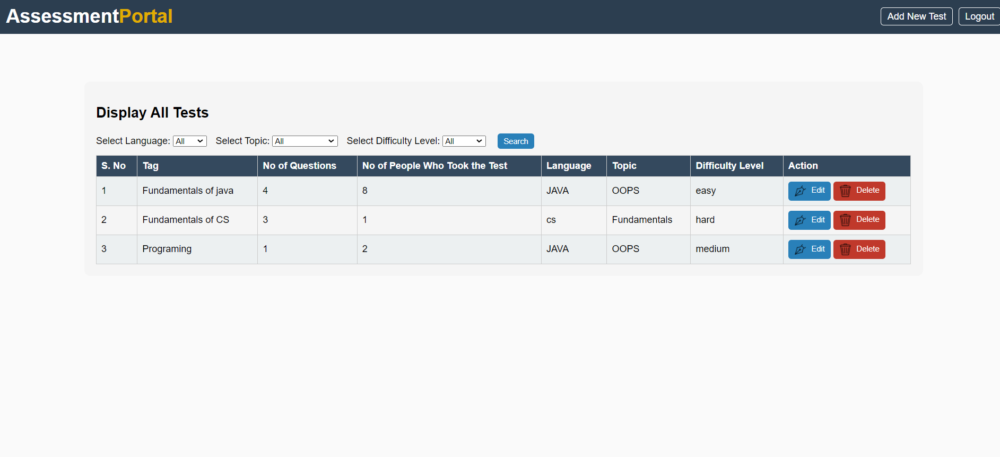 AssessmentPortal Add New Test Logout
Display All Tests
Select Language: All Select Topic: All Select Difficulty Level: All Search
S. No Tag No of Questions No of People Who Took the Test Language Topic Difficulty Level Action
1 Fundamentals of java 4 8 JAVA OOPS easy Edit Delete
2 Fundamentals of CS 3 1 cs Fundamentals hard Edit Delete
3 Programing 1 2 JAVA OOPS medium Edit Delete